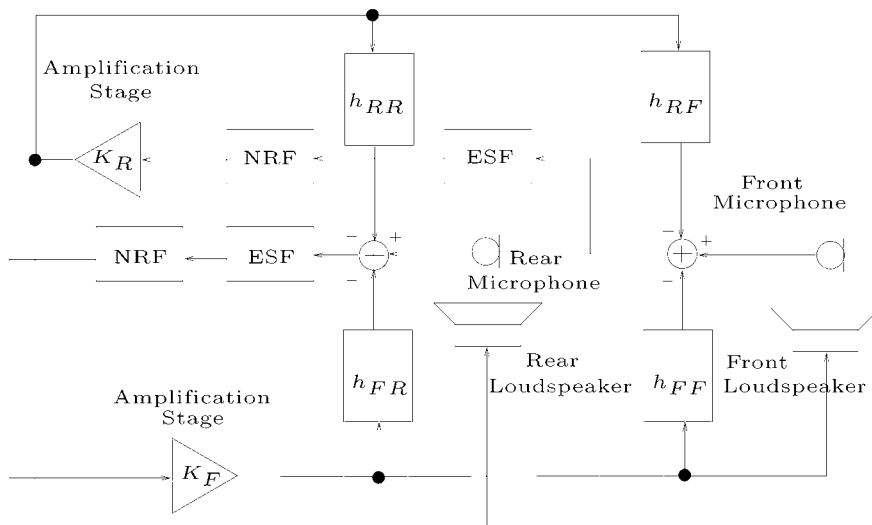 Amplification
Stage
h_RR
h_RF
K_R
NRF
ESF
Front
Microphone
NRF
ESF
−
+
−
−
−
+
+
−
Rear
Microphone
h_FR
Rear
Loudspeaker
h_FF
Front
Loudspeaker
Amplification
Stage
K_F